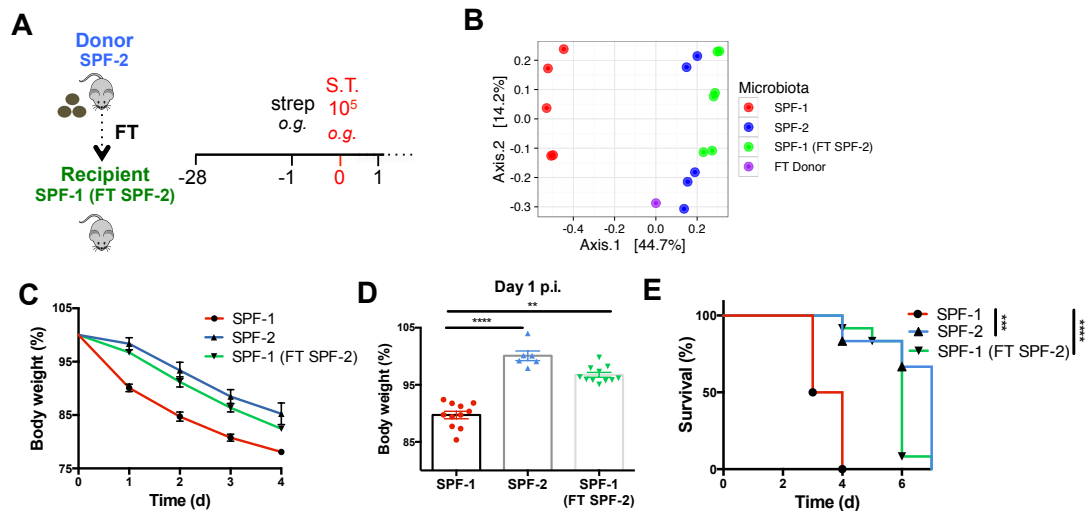 A
Donor
SPF-2
FT
Recipient
SPF-1 (FT SPF-2)
strep
o.g.
S.T.
10⁵
o.g.
-28
-1
0
1
B
0.2
0.1
0.0
-0.1
-0.2
-0.3
Axis.2 [14.2%]
-0.4
-0.2
0.0
0.2
Axis.1 [44.7%]
Microbiota
SPF-1
SPF-2
SPF-1 (FT SPF-2)
FT Donor
C
105
95
85
75
Body weight (%)
0
1
2
3
4
Time (d)
SPF-1
SPF-2
SPF-1 (FT SPF-2)
D
Day 1 p.i.
**
****
105
95
85
Body weight (%)
SPF-1
SPF-2
SPF-1
(FT SPF-2)
E
100
50
0
Survival (%)
0
2
4
6
Time (d)
SPF-1
SPF-2
SPF-1 (FT SPF-2)
***
****